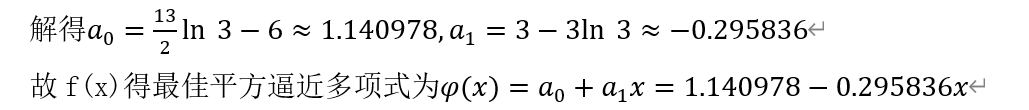 解得a₀ = 13/2 ln 3 − 6 ≈ 1.140978, a₁ = 3 − 3ln 3 ≈ −0.295836↵
故 f(x)得最佳平方逼近多项式为φ(x) = a₀ + a₁x = 1.140978 − 0.295836x↵